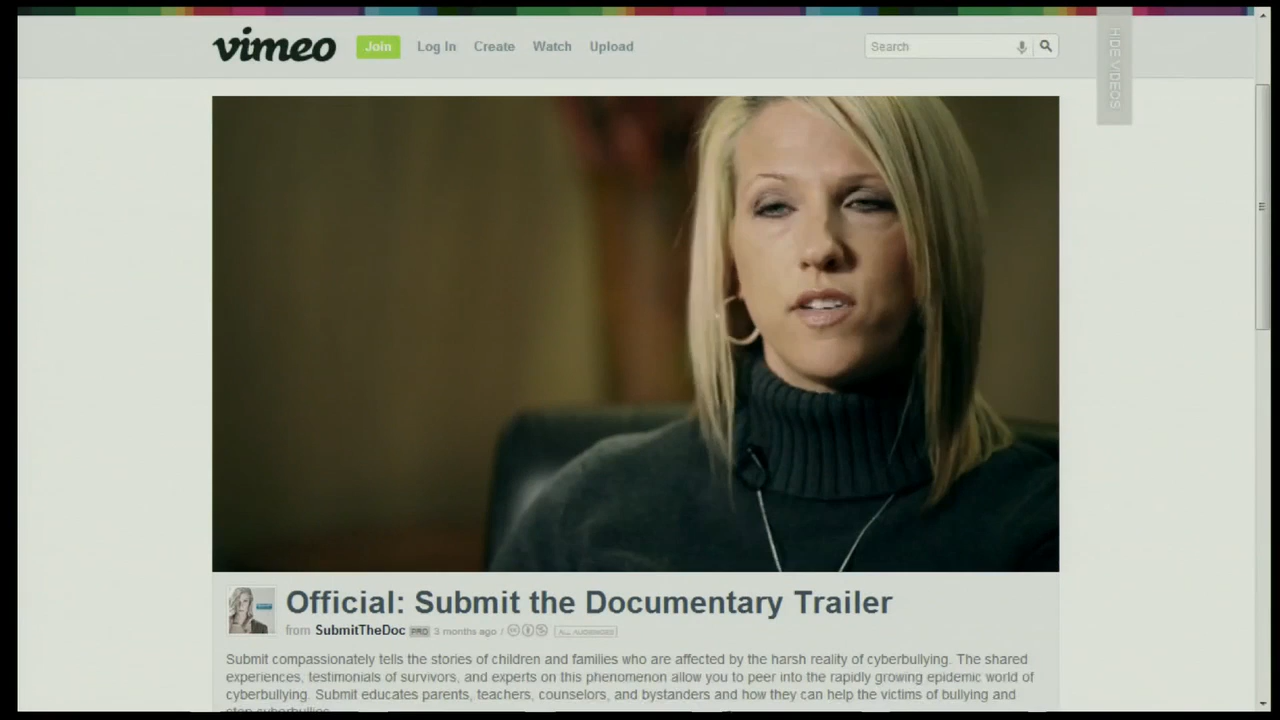 vimeo Join Log In Create Watch Upload Search
HIDE VIDEOS
Official: Submit the Documentary Trailer
from SubmitTheDoc PRO 3 months ago / ALL AUDIENCES
Submit compassionately tells the stories of children and families who are affected by the harsh reality of cyberbullying. The shared
experiences, testimonials of survivors, and experts on this phenomenon allow you to peer into the rapidly growing epidemic world of
cyberbullying. Submit educates parents, teachers, counselors, and bystanders and how they can help the victims of bullying and
stop cyberbullies.